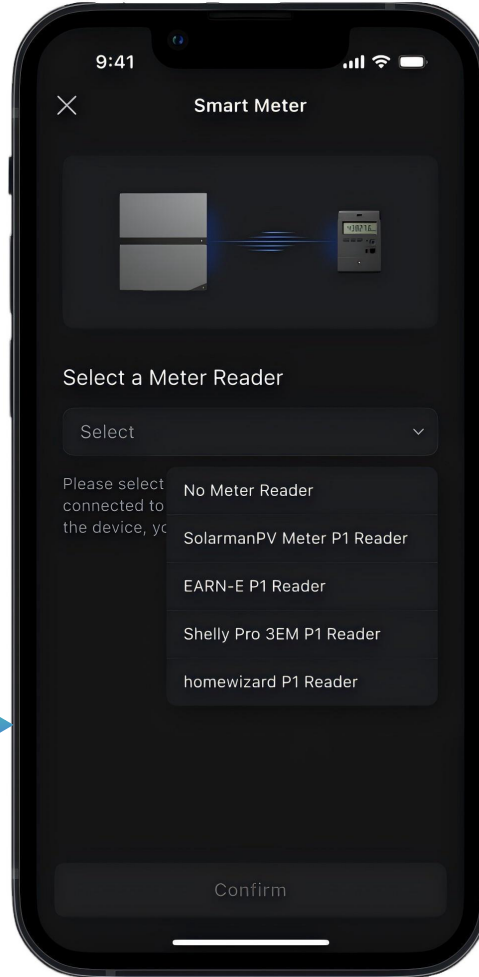 9:41
Smart Meter
Select a Meter Reader
Select
Please select
connected to
the device, yo
No Meter Reader
SolarmanPV Meter P1 Reader
EARN-E P1 Reader
Shelly Pro 3EM P1 Reader
homewizard P1 Reader
Confirm